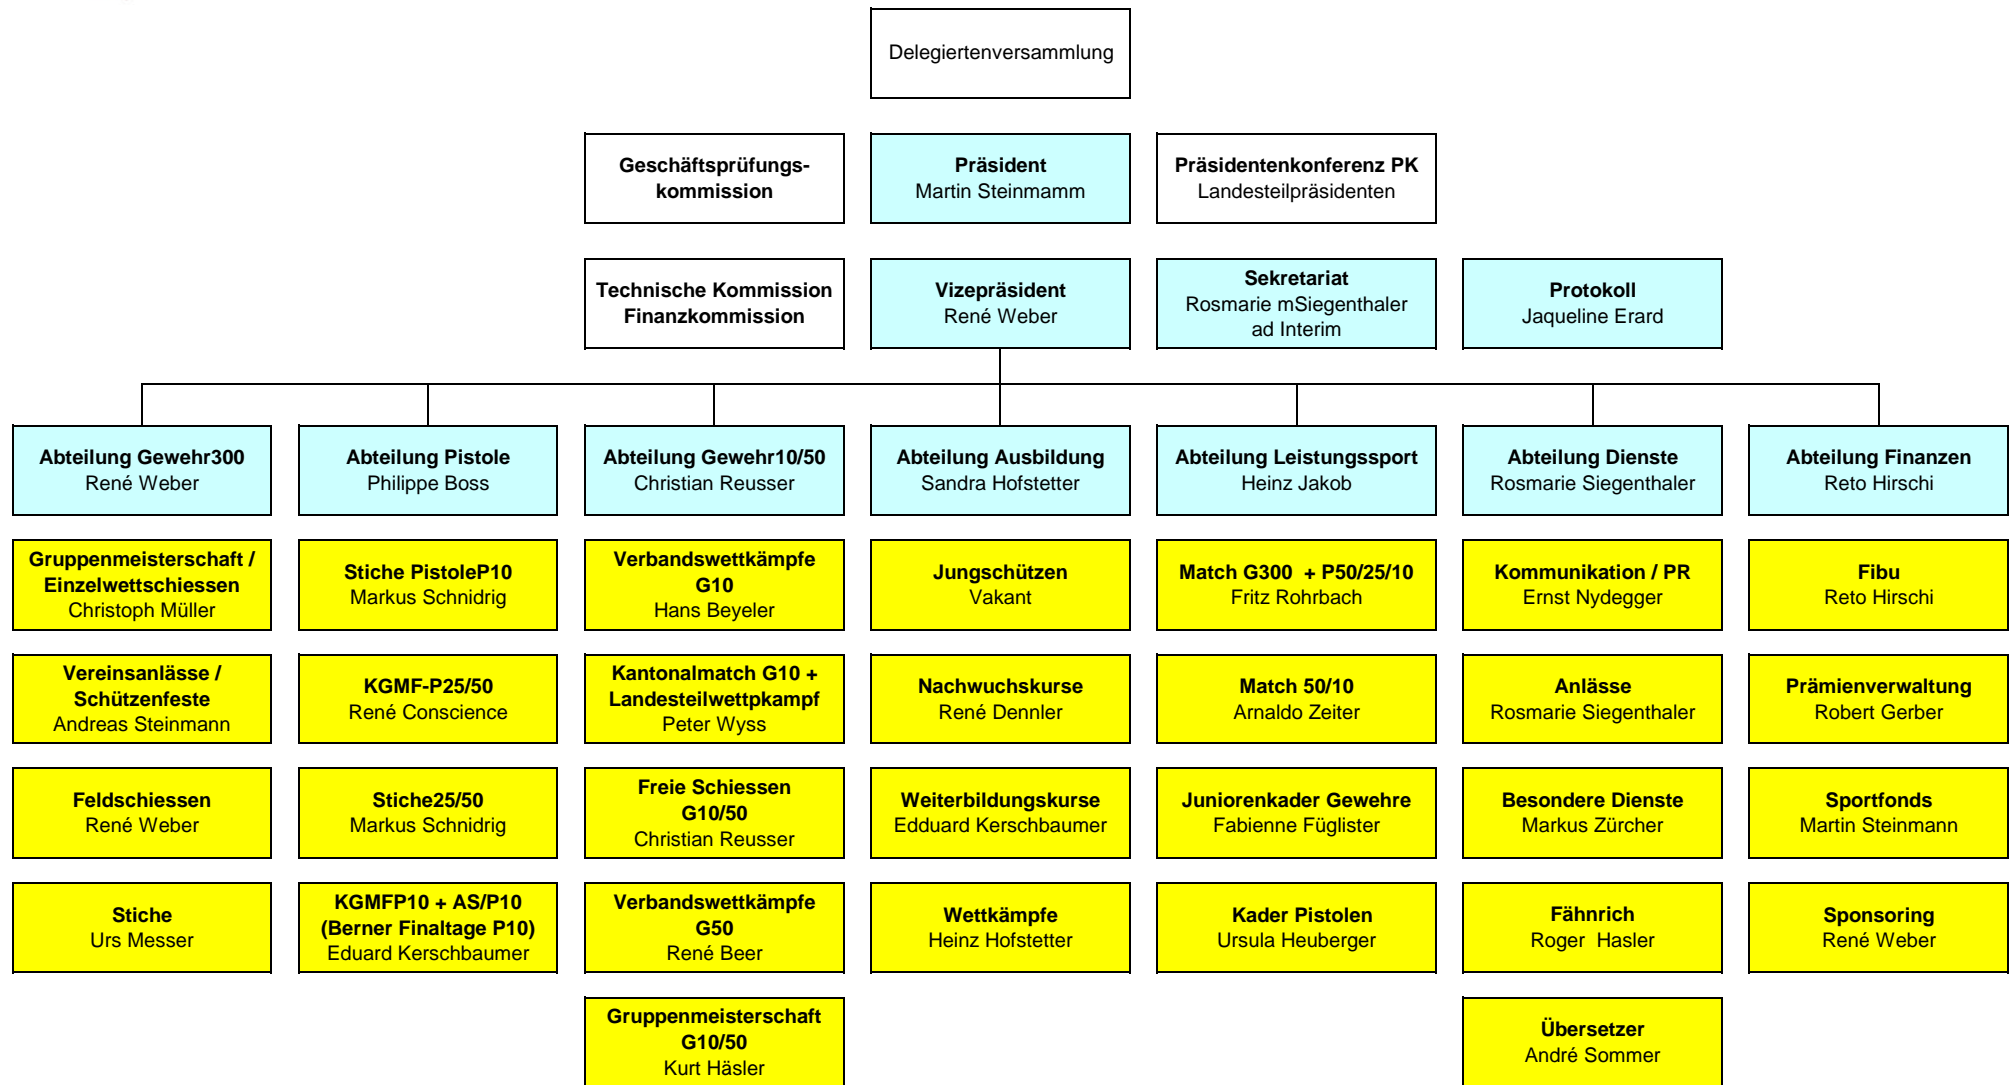 Delegiertenversammlung
Geschäftsprüfungs-
kommission
Präsident
Martin Steinmamm
Präsidentenkonferenz PK
Landesteilpräsidenten
Technische Kommission
Finanzkommission
Vizepräsident
René Weber
Sekretariat
Rosmarie mSiegenthaler
ad Interim
Protokoll
Jaqueline Erard
Abteilung Gewehr300
René Weber
Abteilung Pistole
Philippe Boss
Abteilung Gewehr10/50
Christian Reusser
Abteilung Ausbildung
Sandra Hofstetter
Abteilung Leistungssport
Heinz Jakob
Abteilung Dienste
Rosmarie Siegenthaler
Abteilung Finanzen
Reto Hirschi
Gruppenmeisterschaft /
Einzelwettschiessen
Christoph Müller
Stiche PistoleP10
Markus Schnidrig
Verbandswettkämpfe
G10
Hans Beyeler
Jungschützen
Vakant
Match G300  + P50/25/10
Fritz Rohrbach
Kommunikation / PR
Ernst Nydegger
Fibu
Reto Hirschi
Vereinsanlässe /
Schützenfeste
Andreas Steinmann
KGMF-P25/50
René Conscience
Kantonalmatch G10 +
Landesteilwettpkampf
Peter Wyss
Nachwuchskurse
René Dennler
Match 50/10
Arnaldo Zeiter
Anlässe
Rosmarie Siegenthaler
Prämienverwaltung
Robert Gerber
Feldschiessen
René Weber
Stiche25/50
Markus Schnidrig
Freie Schiessen
G10/50
Christian Reusser
Weiterbildungskurse
Edduard Kerschbaumer
Juniorenkader Gewehre
Fabienne Füglister
Besondere Dienste
Markus Zürcher
Sportfonds
Martin Steinmann
Stiche
Urs Messer
KGMFP10 + AS/P10
(Berner Finaltage P10)
Eduard Kerschbaumer
Verbandswettkämpfe
G50
René Beer
Wettkämpfe
Heinz Hofstetter
Kader Pistolen
Ursula Heuberger
Fähnrich
Roger  Hasler
Sponsoring
René Weber
Gruppenmeisterschaft
G10/50
Kurt Häsler
Übersetzer
André Sommer